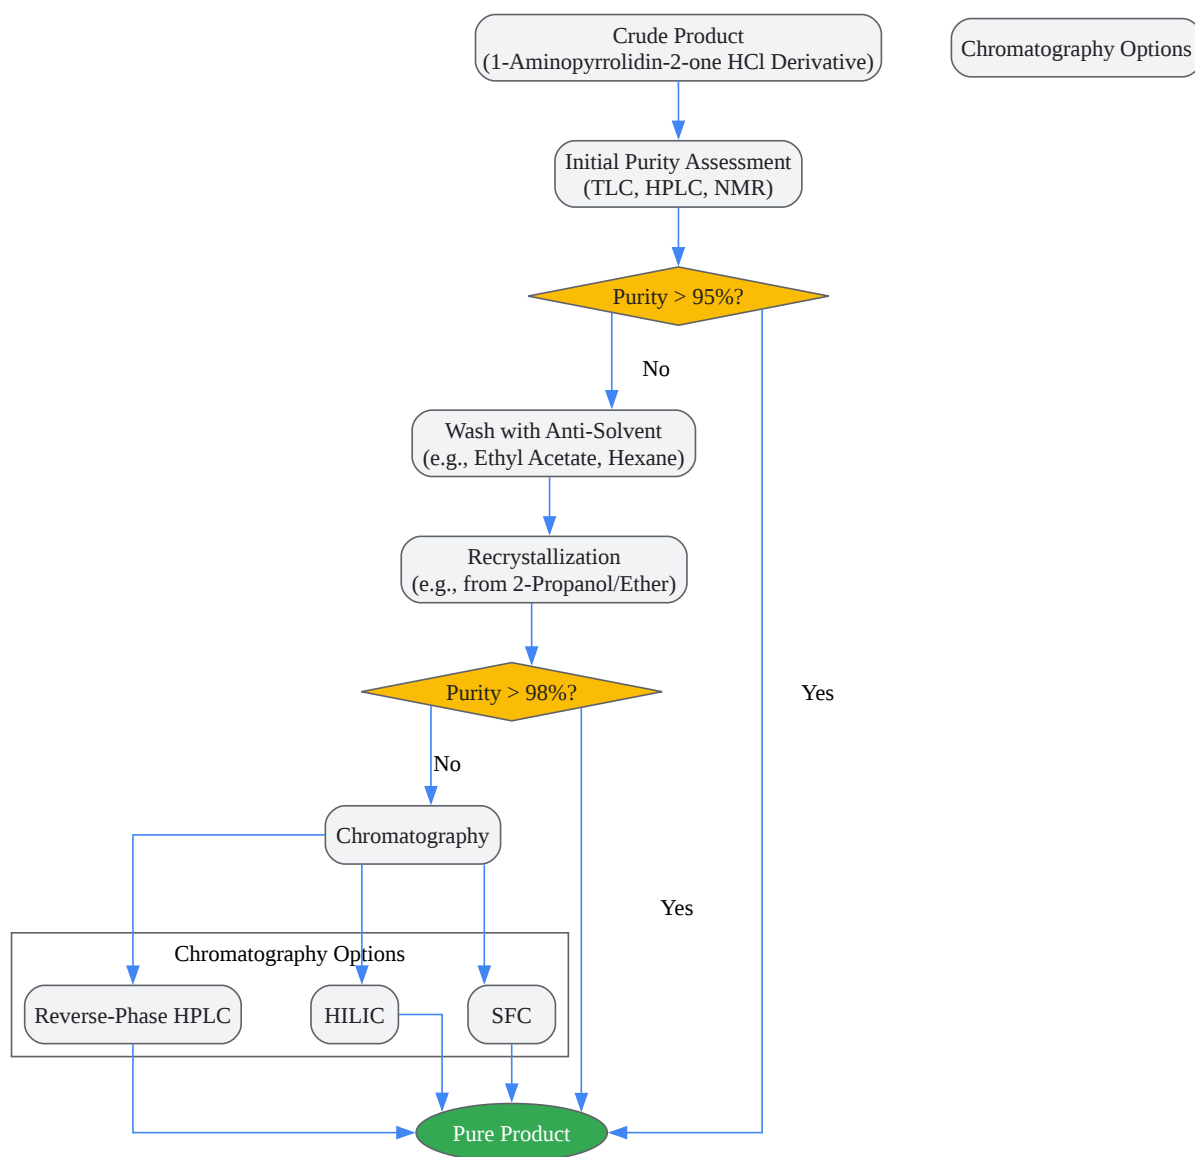 Crude Product
(1-Aminopyrrolidin-2-one HCl Derivative)
Chromatography Options
Initial Purity Assessment
(TLC, HPLC, NMR)
Purity > 95%?
No
Wash with Anti-Solvent
(e.g., Ethyl Acetate, Hexane)
Recrystallization
(e.g., from 2-Propanol/Ether)
Purity > 98%?
Yes
No
Chromatography
Yes
Chromatography Options
Reverse-Phase HPLC
HILIC
SFC
Pure Product